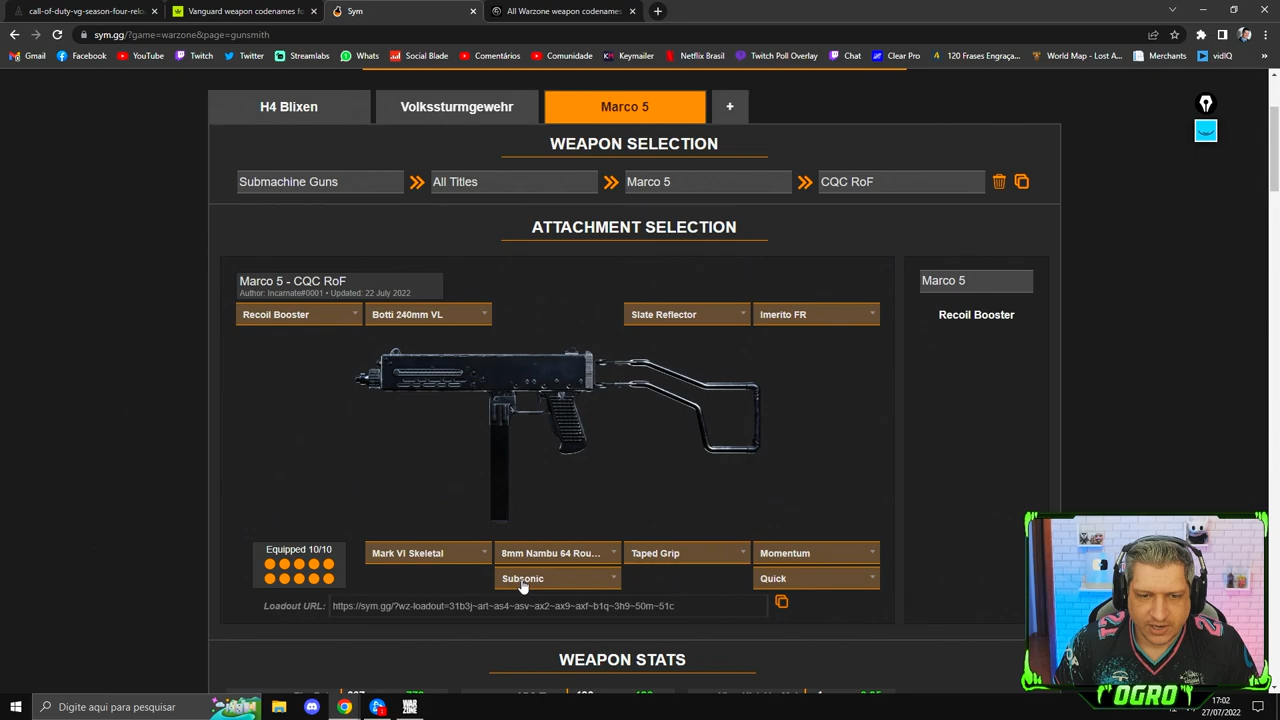 call-of-duty-vg-season-four-reloa
Vanguard weapon codenames fo
Sym
All Warzone weapon codenames
sym.gg/?game=warzone&page=gunsmith
Gmail
Facebook
YouTube
Twitch
Twitter
Streamlabs
Whats
Social Blade
Comentários
Comunidade
Keymailer
Netflix Brasil
Twitch Poll Overlay
Clear Pro
120 Frases Engraça...
World Map - Lost A...
Merchants
vidIQ
H4 Blixen
Volkssturmgewehr
Marco 5
+
WEAPON SELECTION
Submachine Guns
All Titles
Marco 5
CQC RoF
ATTACHMENT SELECTION
Marco 5 - CQC RoF
Author: Incarnate#0001 • Updated: 22 July 2022
Marco 5
Recoil Booster
Botti 240mm VL
Slate Reflector
Imerito FR
Recoil Booster
Equipped 10/10
Mark VI Skeletal
8mm Nambu 64 Rou...
Taped Grip
Momentum
Subsonic
Quick
Loadout URL:
https://sym.gg/?wz-loadout=31b3j~art~as4~asv~ax2~ax9~axf~b1q~3h9~50m~51c
WEAPON STATS
OGRO
Digite aqui para pesquisar
WAR
ZONE
17:02
27/07/2022